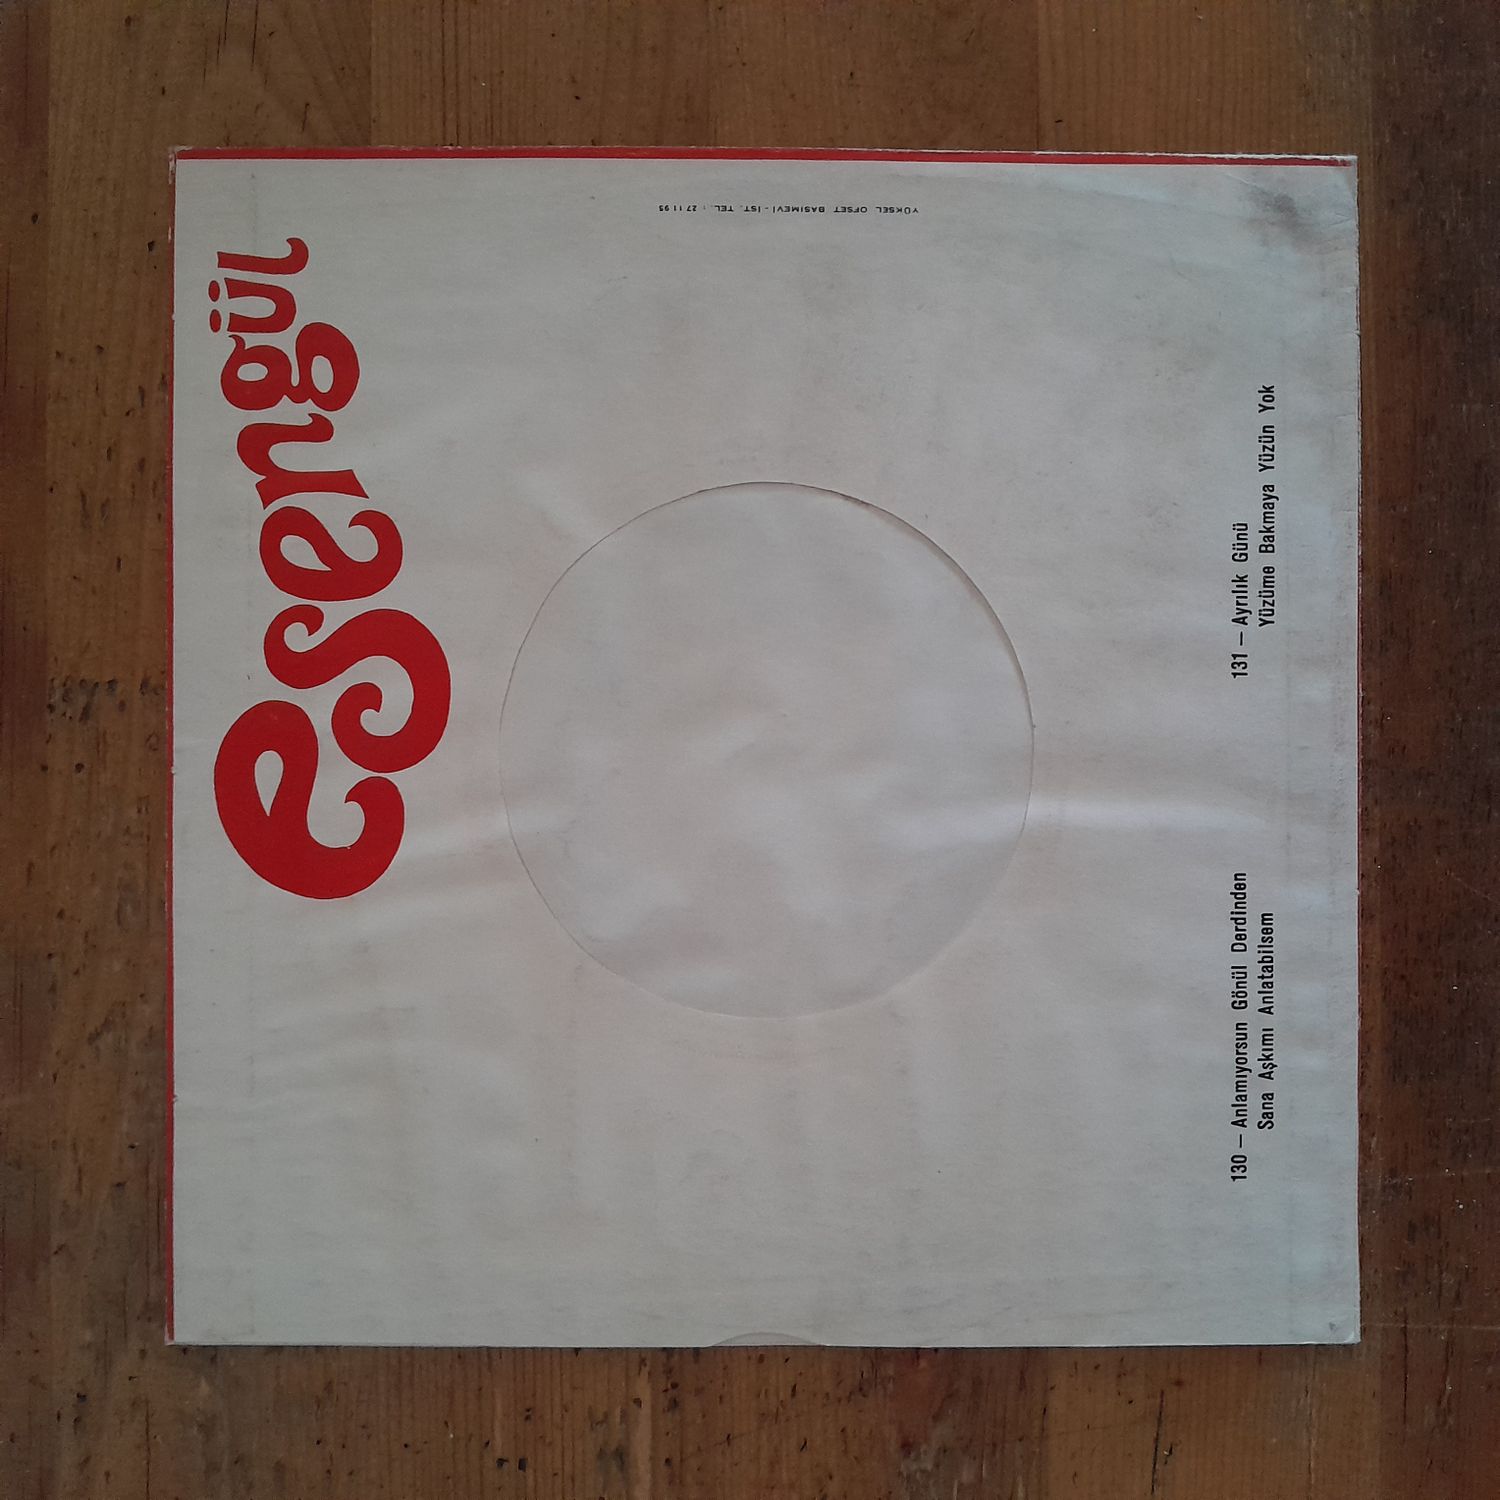 esengül
130 — Anlamıyorsun Gönül Derdinden
Sana Aşkımı Anlatabilsem
131 — Ayrılık Günü
Yüzüme Bakmaya Yüzün Yok
YÜKSEL OFSET BASIMEVİ - İST. TEL. : 27 11 95